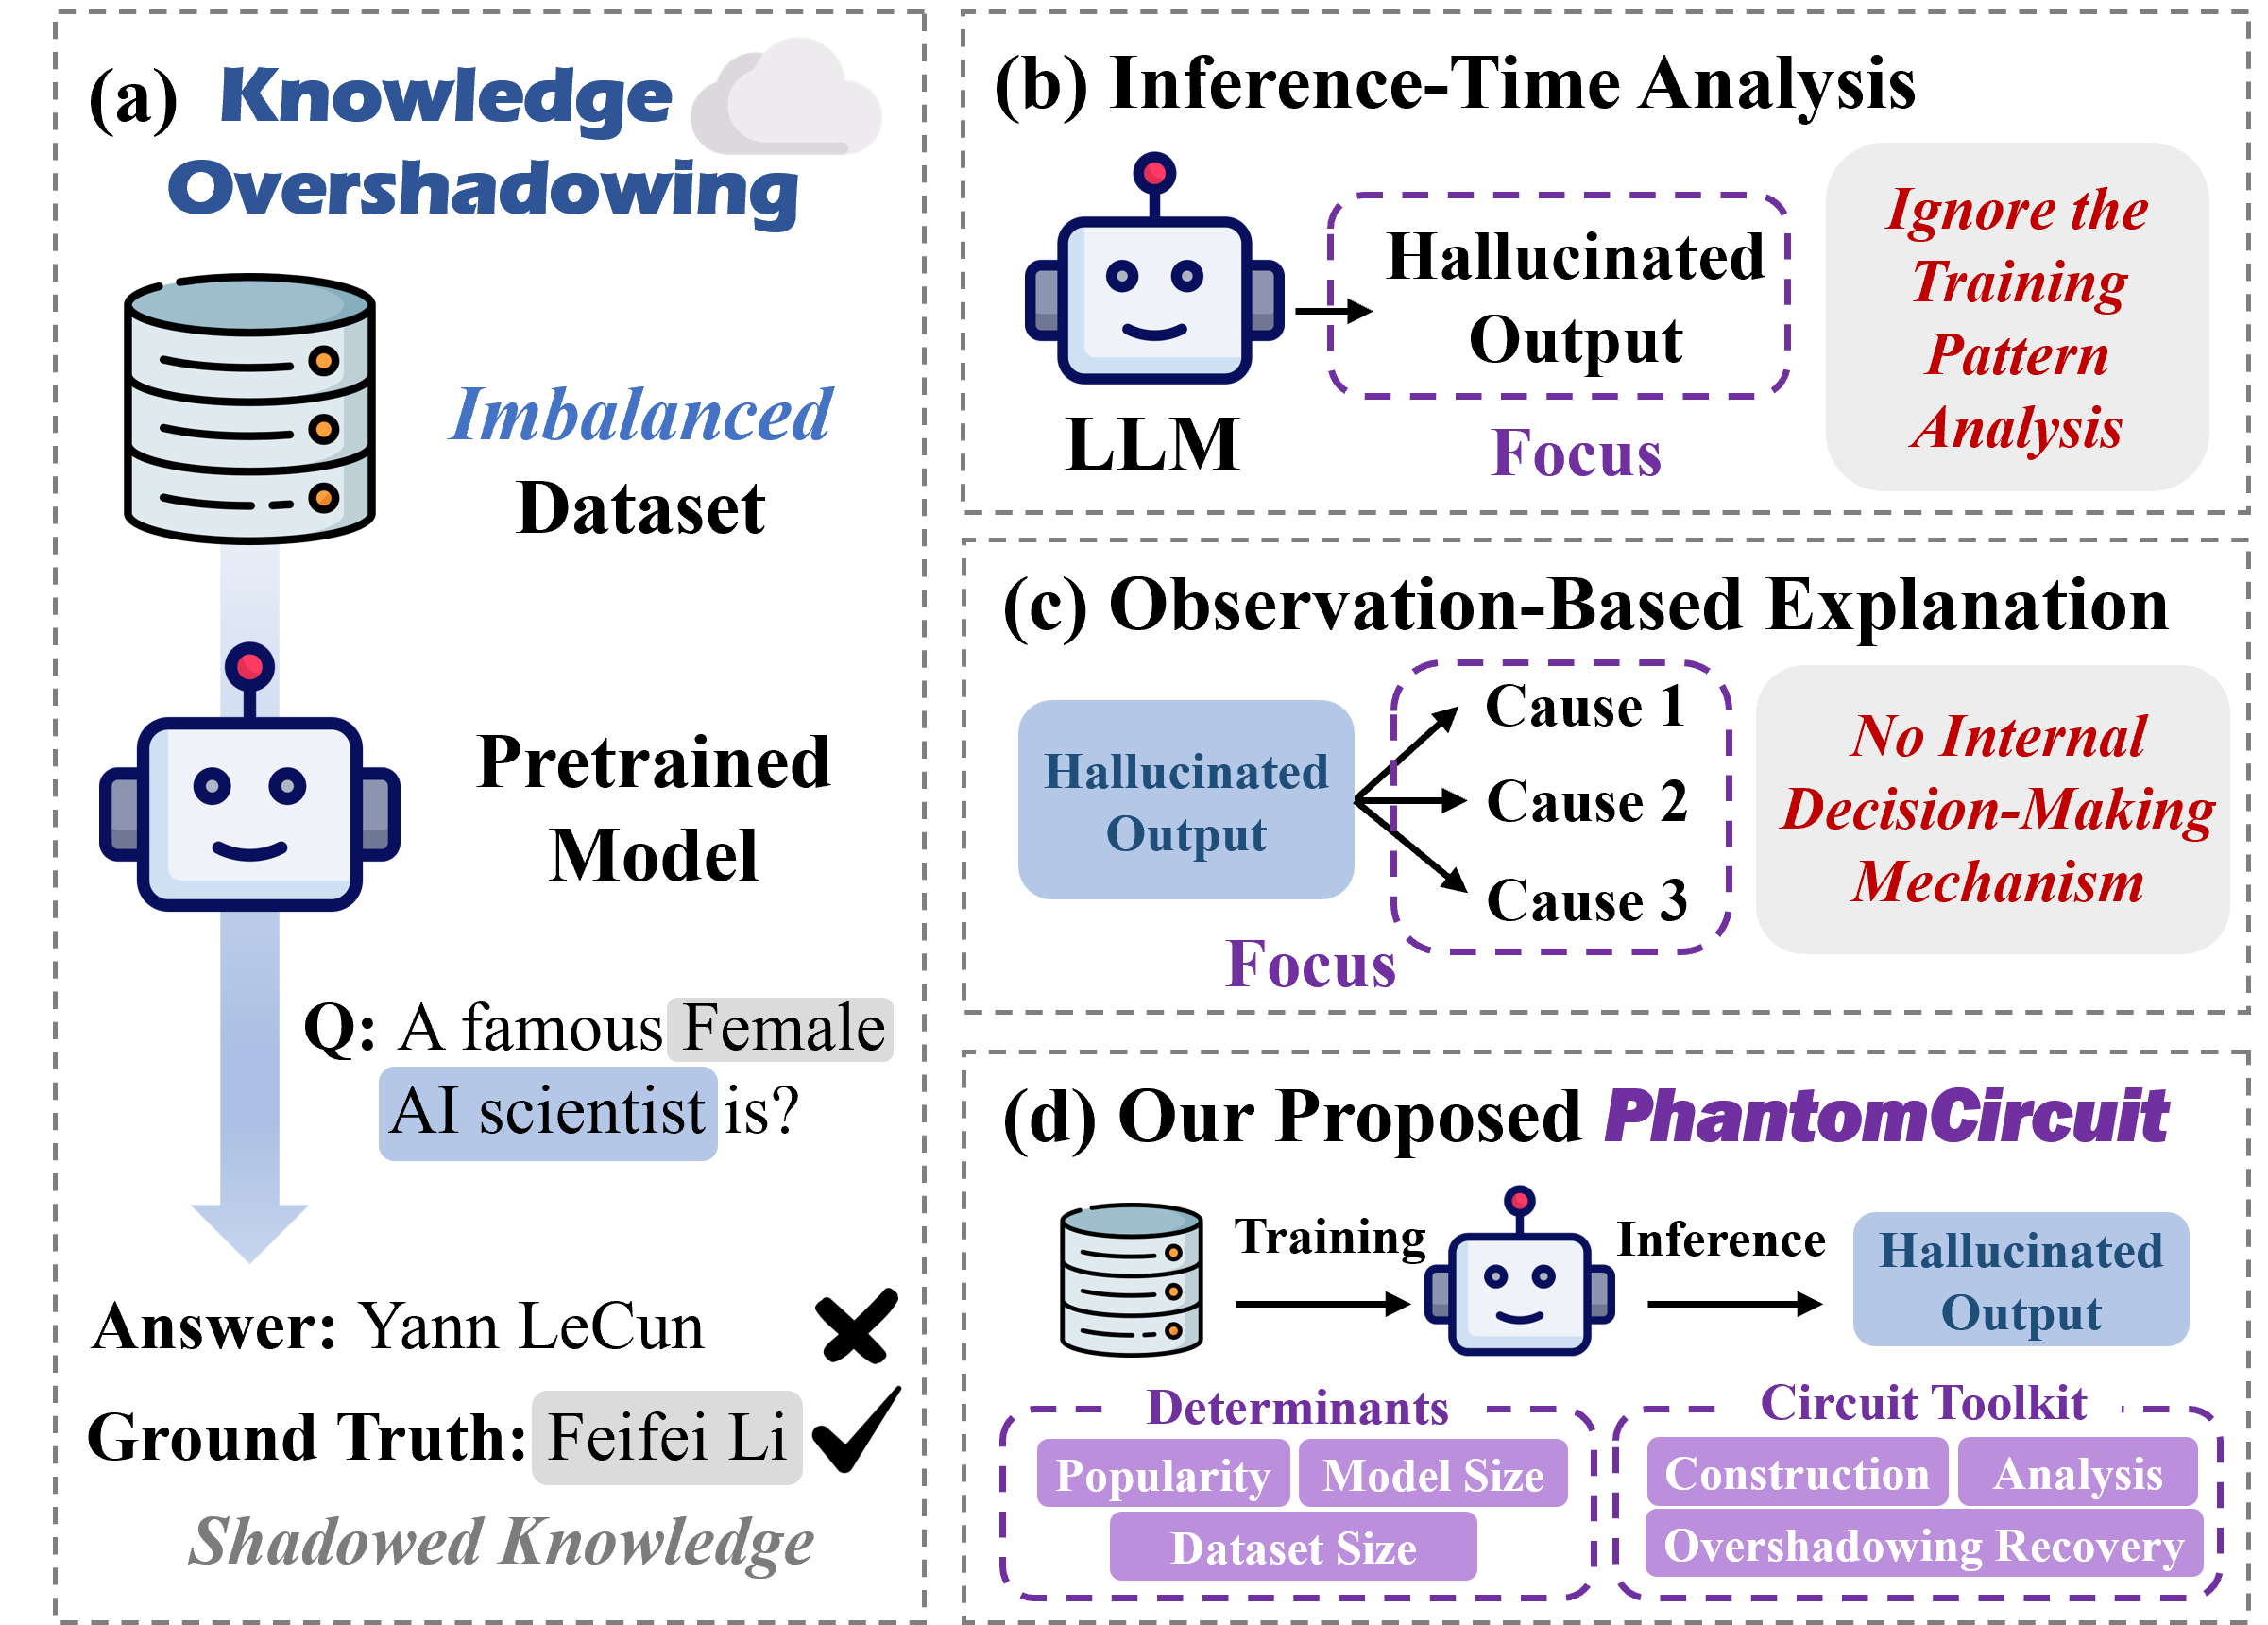 (a) Knowledge
Overshadowing
Imbalanced
Dataset
Pretrained
Model
Q: A famous Female
AI scientist is?
Answer: Yann LeCun
Ground Truth: Feifei Li
Shadowed Knowledge
(b) Inference-Time Analysis
LLM
Hallucinated
Output
Focus
Ignore the
Training
Pattern
Analysis
(c) Observation-Based Explanation
Hallucinated
Output
Cause 1
Cause 2
Cause 3
Focus
No Internal
Decision-Making
Mechanism
(d) Our Proposed PhantomCircuit
Training
Inference
Hallucinated
Output
Determinants
Popularity
Model Size
Dataset Size
Circuit Toolkit
Construction
Analysis
Overshadowing Recovery